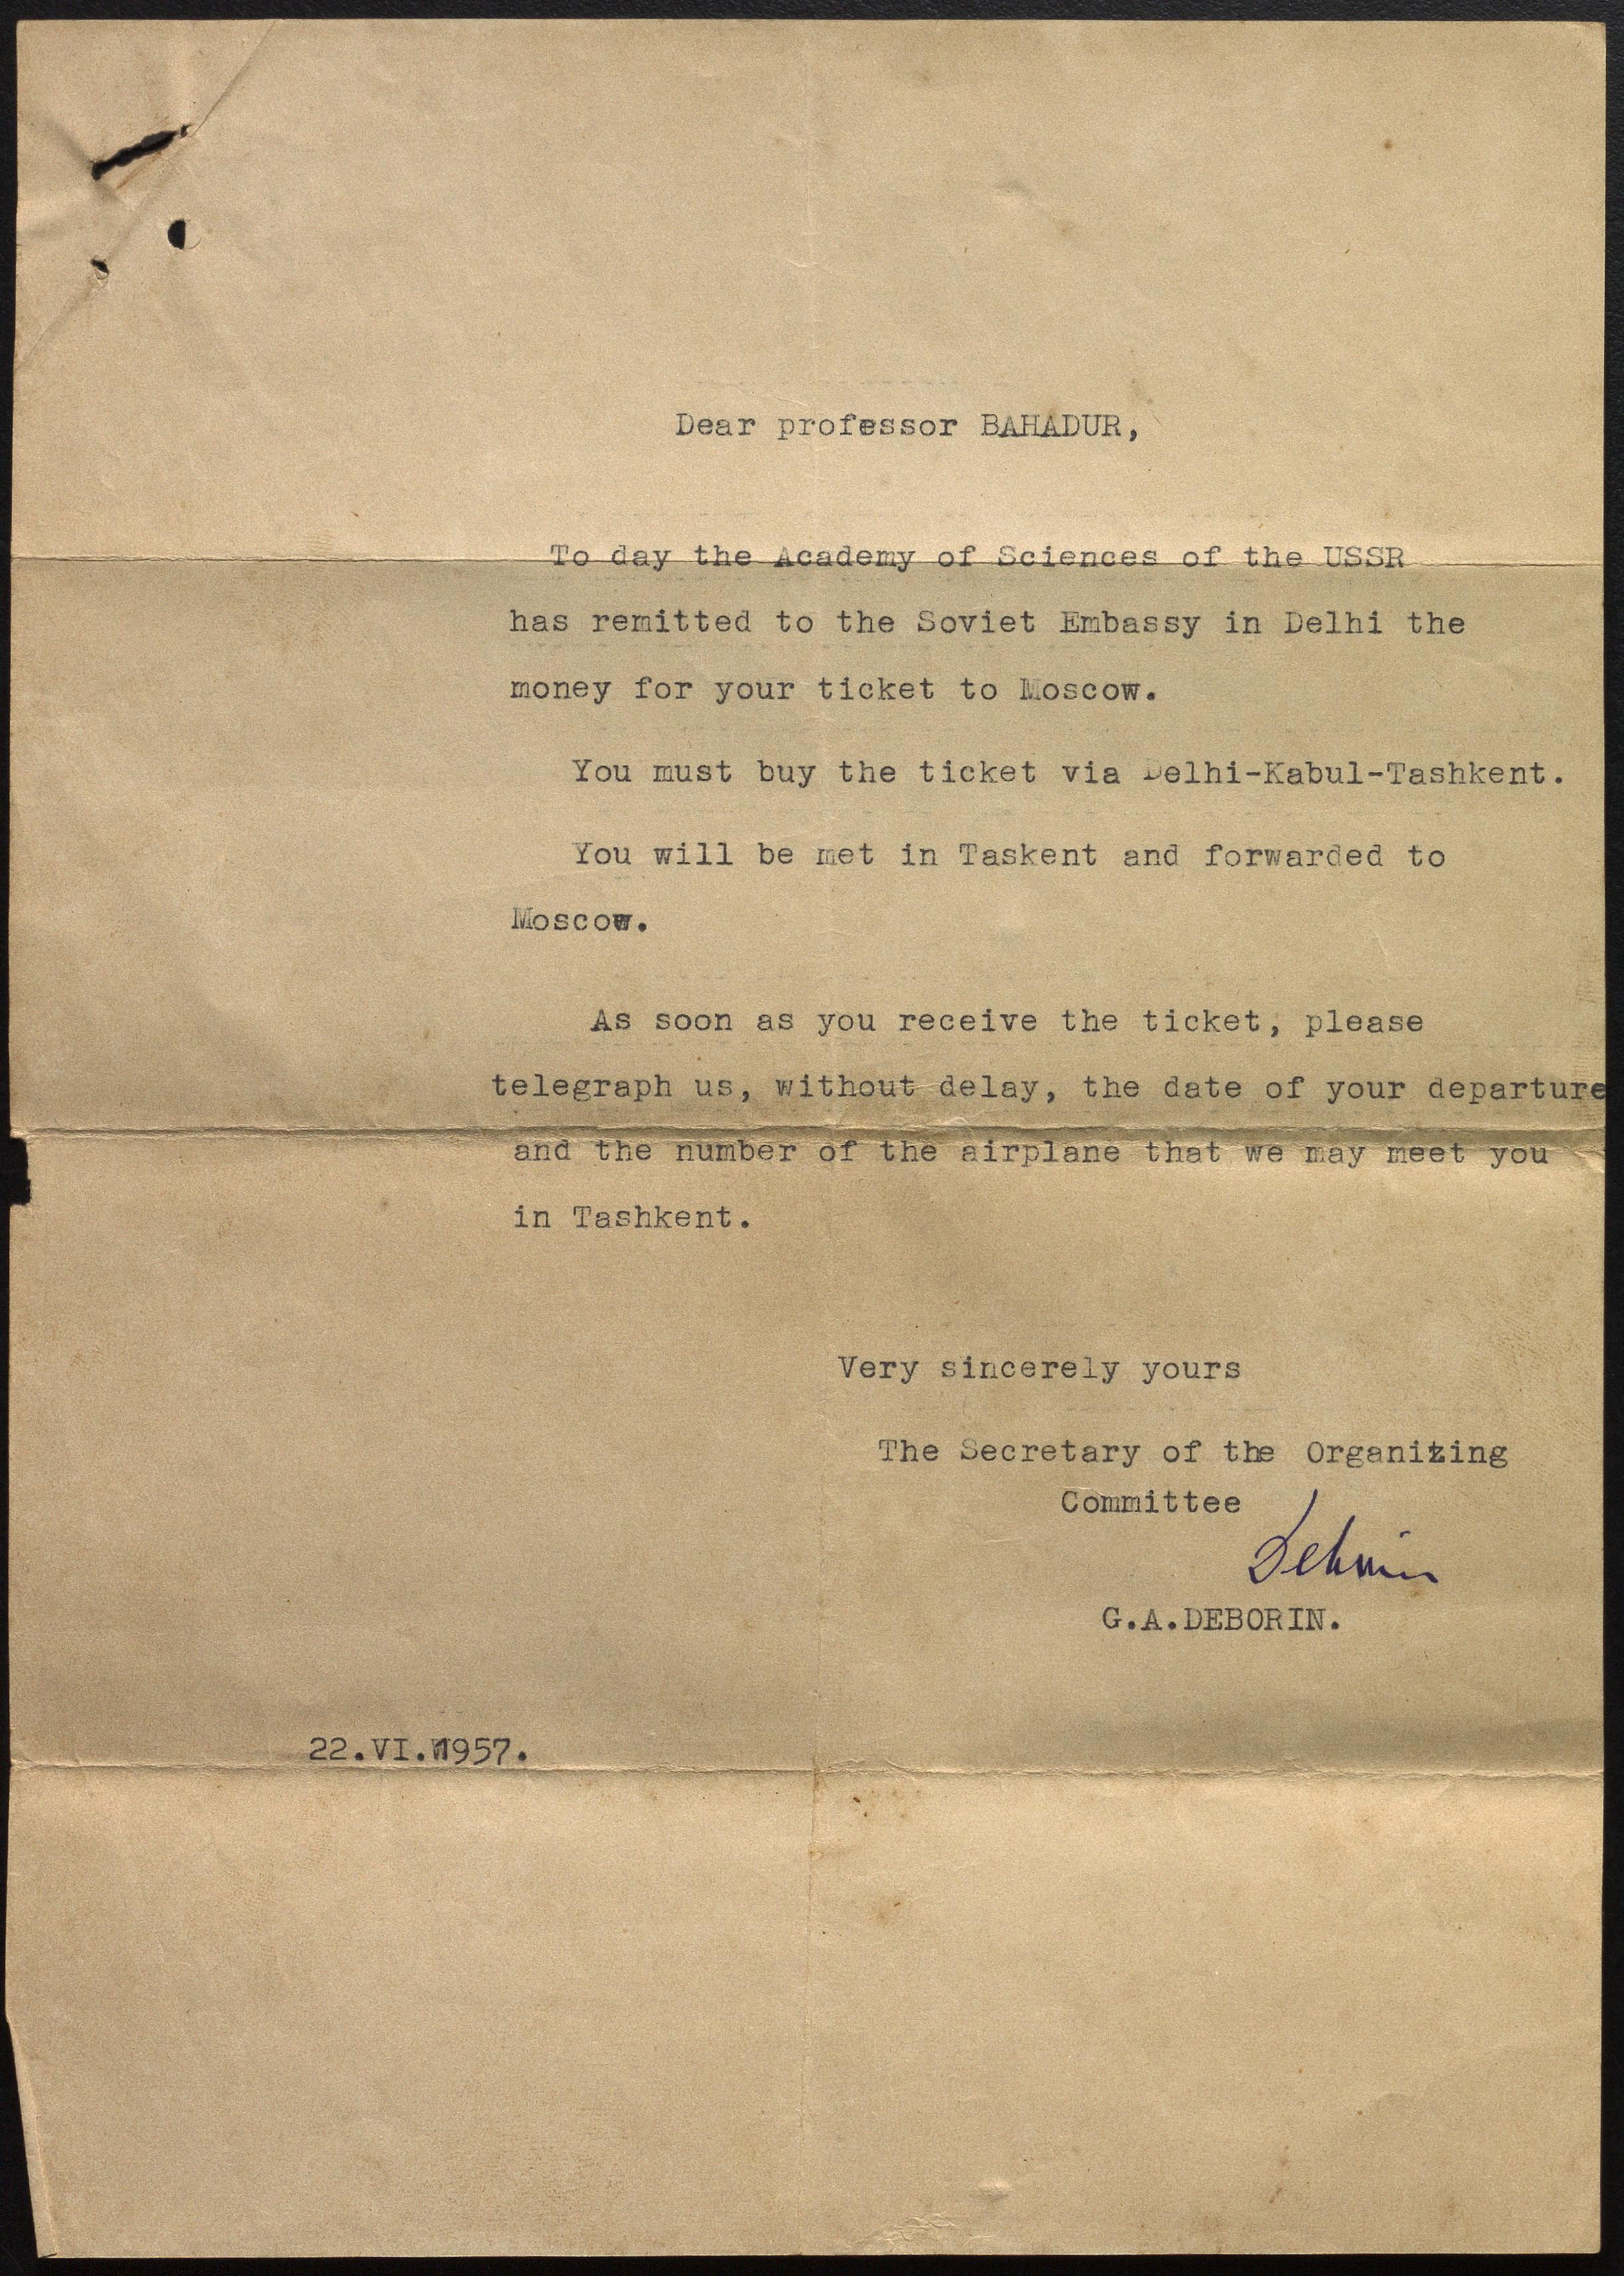 Dear professor BAHADUR,
To day the Academy of Sciences of the USSR
has remitted to the Soviet Embassy in Delhi the
money for your ticket to Moscow.
You must buy the ticket via Delhi-Kabul-Tashkent.
You will be met in Taskent and forwarded to
Moscow.
As soon as you receive the ticket, please
telegraph us, without delay, the date of your departure
and the number of the airplane that we may meet you
in Tashkent.
Very sincerely yours
The Secretary of the Organizing
Committee
G.A.DEBORIN.
22.VI.1957.